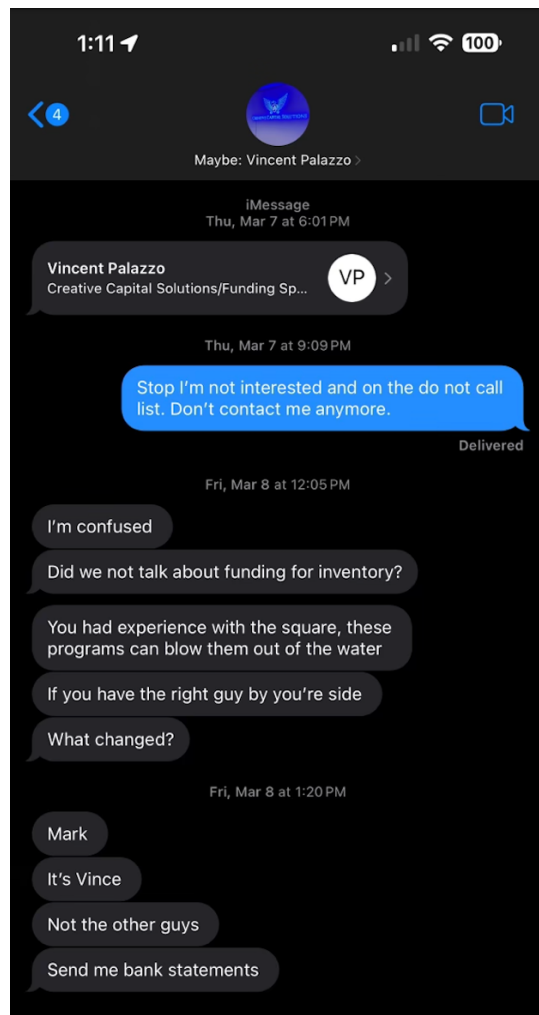 1:11
100
4
Maybe: Vincent Palazzo
iMessage
Thu, Mar 7 at 6:01 PM
Vincent Palazzo
Creative Capital Solutions/Funding Sp...
VP
Thu, Mar 7 at 9:09 PM
Stop I'm not interested and on the do not call
list. Don't contact me anymore.
Delivered
Fri, Mar 8 at 12:05 PM
I'm confused
Did we not talk about funding for inventory?
You had experience with the square, these
programs can blow them out of the water
If you have the right guy by you're side
What changed?
Fri, Mar 8 at 1:20 PM
Mark
It's Vince
Not the other guys
Send me bank statements